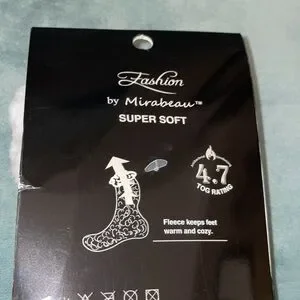 Fashion
by Mirabeau™
SUPER SOFT
4.7
TOG RATING
Fleece keeps feet
warm and cozy.